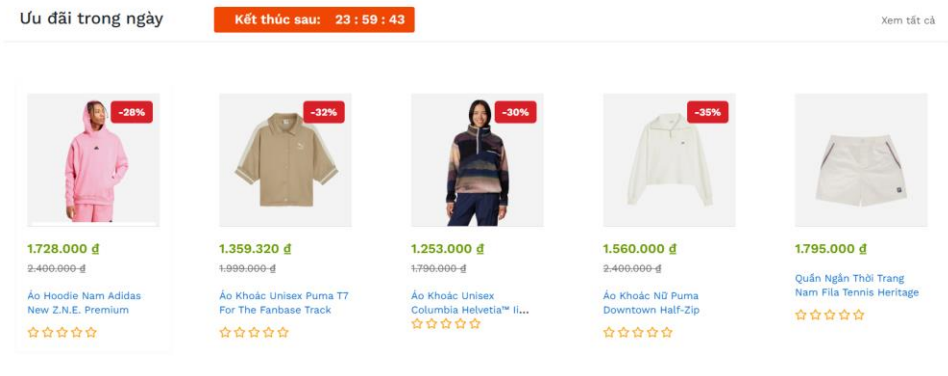 Ưu đãi trong ngày
Kết thúc sau: 23 : 59 : 43
Xem tất cả
-28%
-32%
-30%
-35%
1.728.000 ₫
2.400.000 ₫
Áo Hoodie Nam Adidas
New Z.N.E. Premium
1.359.320 ₫
1.999.000 ₫
Áo Khoác Unisex Puma T7
For The Fanbase Track
1.253.000 ₫
1.790.000 ₫
Áo Khoác Unisex
Columbia Helvetia™ Ii...
1.560.000 ₫
2.400.000 ₫
Áo Khoác Nữ Puma
Downtown Half-Zip
1.795.000 ₫
Quần Ngắn Thời Trang
Nam Fila Tennis Heritage